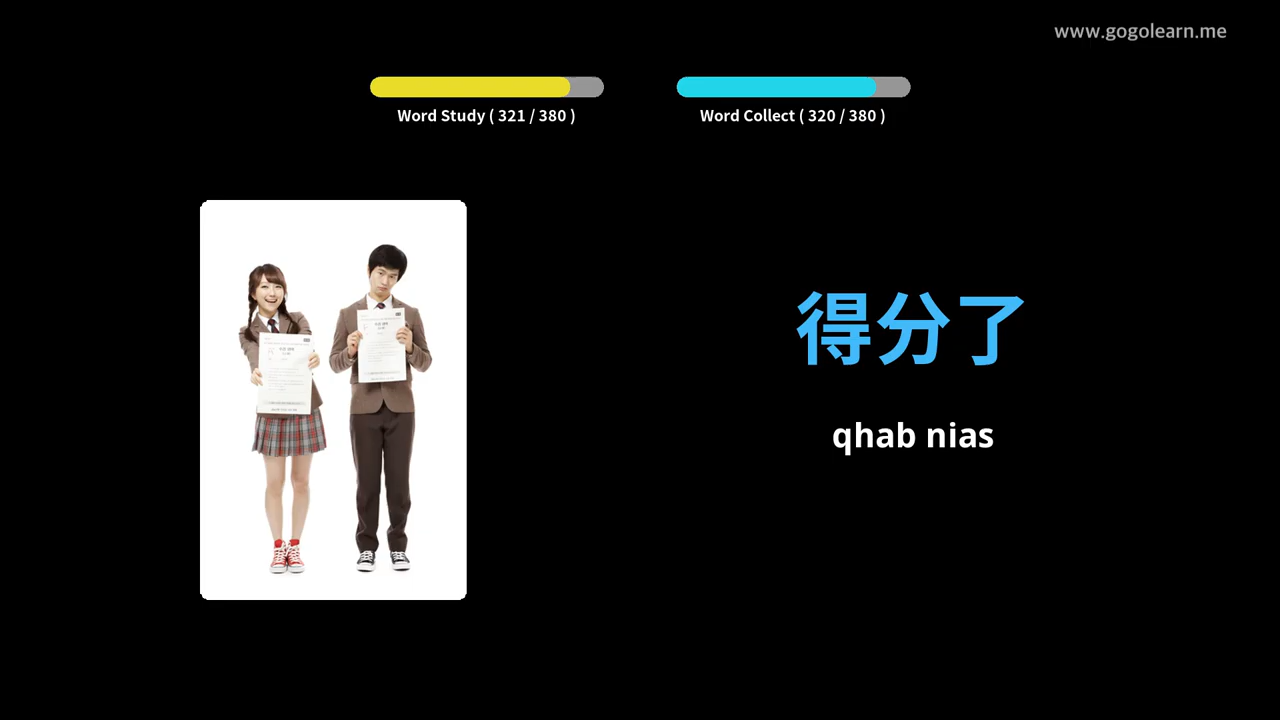 www.gogolearn.me
Word Study ( 321 / 380 )
Word Collect ( 320 / 380 )
得分了
qhab nias